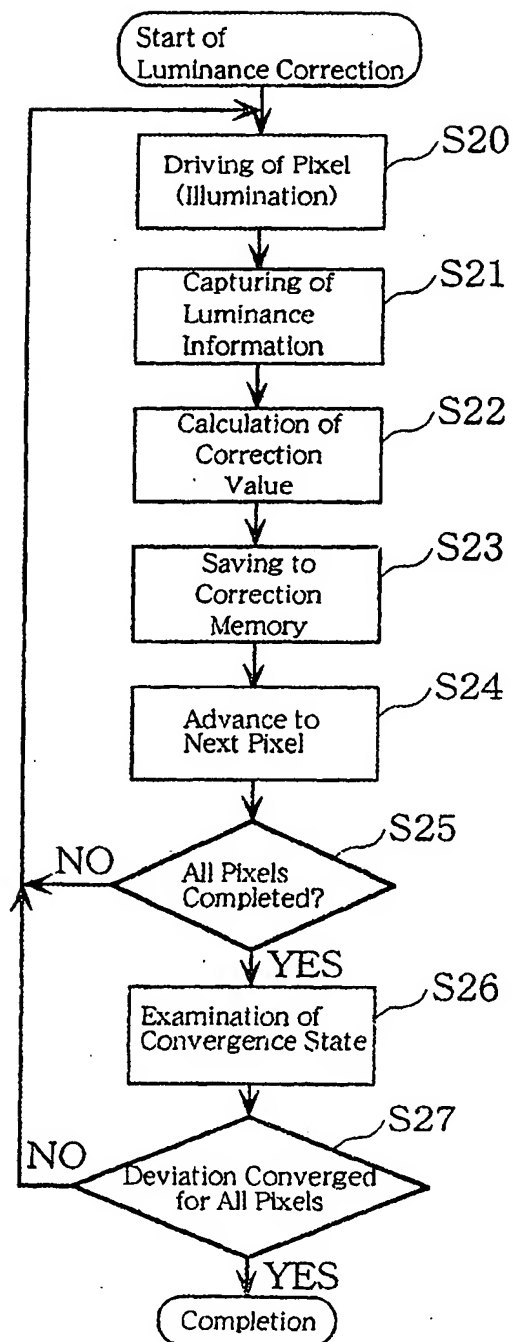 Start of
Luminance Correction
S20
Driving of Pixel
(Illumination)
S21
Capturing of
Luminance
Information
S22
Calculation of
Correction
Value
S23
Saving to
Correction
Memory
S24
Advance to
Next Pixel
S25
NO
All Pixels
Completed?
YES
S26
Examination of
Convergence State
S27
NO
Deviation Converged
for All Pixels
YES
Completion